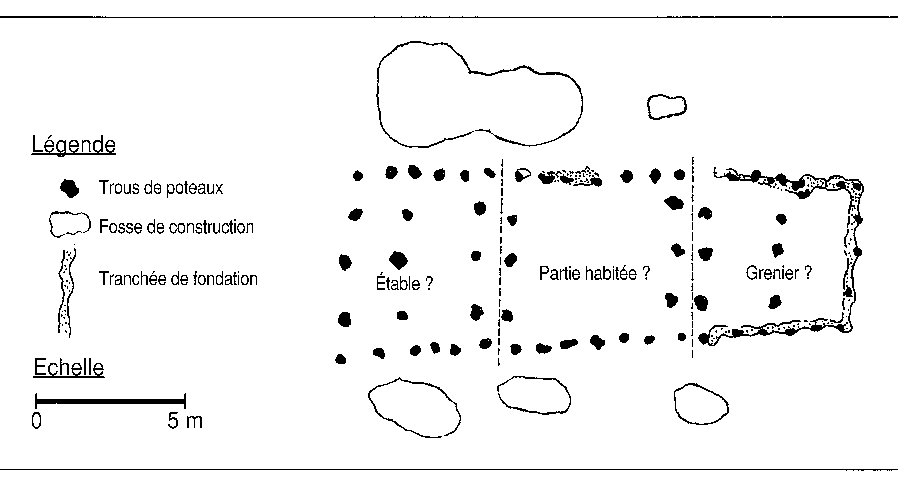 Légende
Trous de poteaux
Fosse de construction
Tranchée de fondation
Echelle
0 5 m
Étable ?
Partie habitée ?
Grenier ?